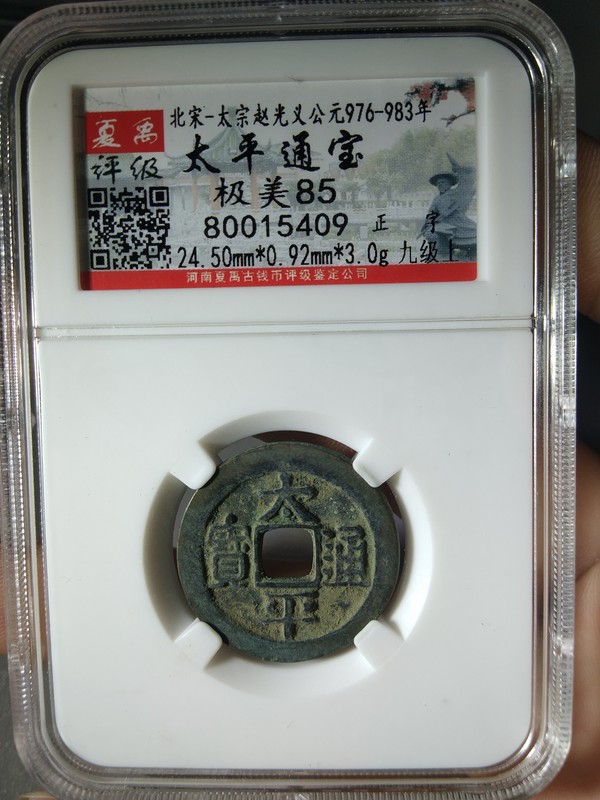 北宋-太宗赵光义公元976-983年
夏禹
评级
太平通宝
极美85
80015409 正字
24.50mm*0.92mm*3.0g 九级上
河南夏禹古钱币评级鉴定公司
太
平
通
寶